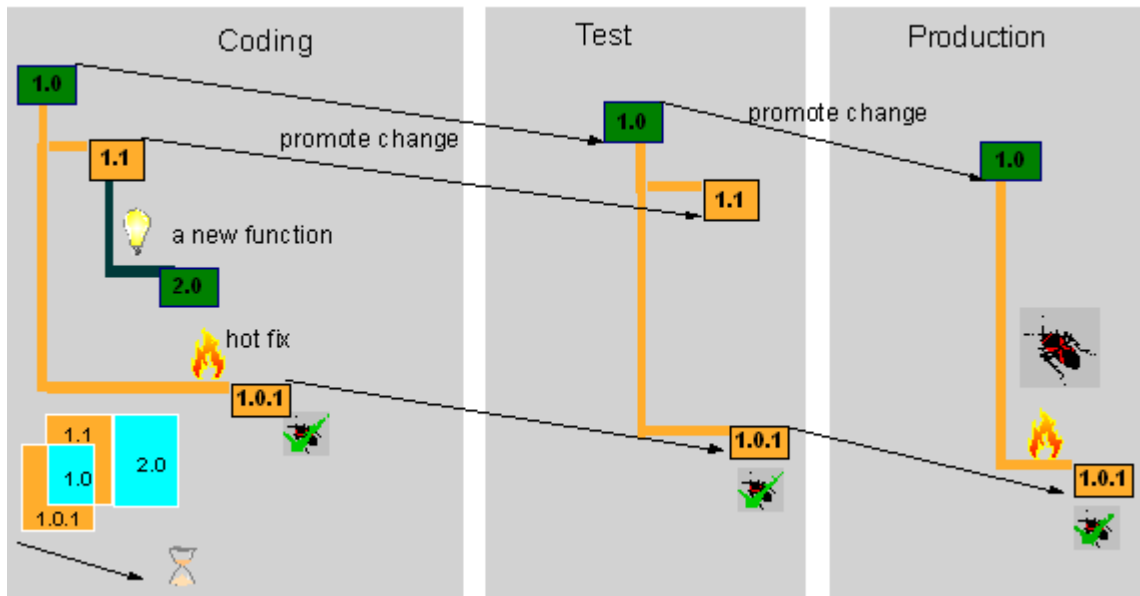 Coding
1.0
promote change
1.1
a new function
2.0
hot fix
1.0.1
1.1
2.0
1.0
1.0.1
Test
1.0
1.1
1.0.1
Production
promote change
1.0
1.0.1